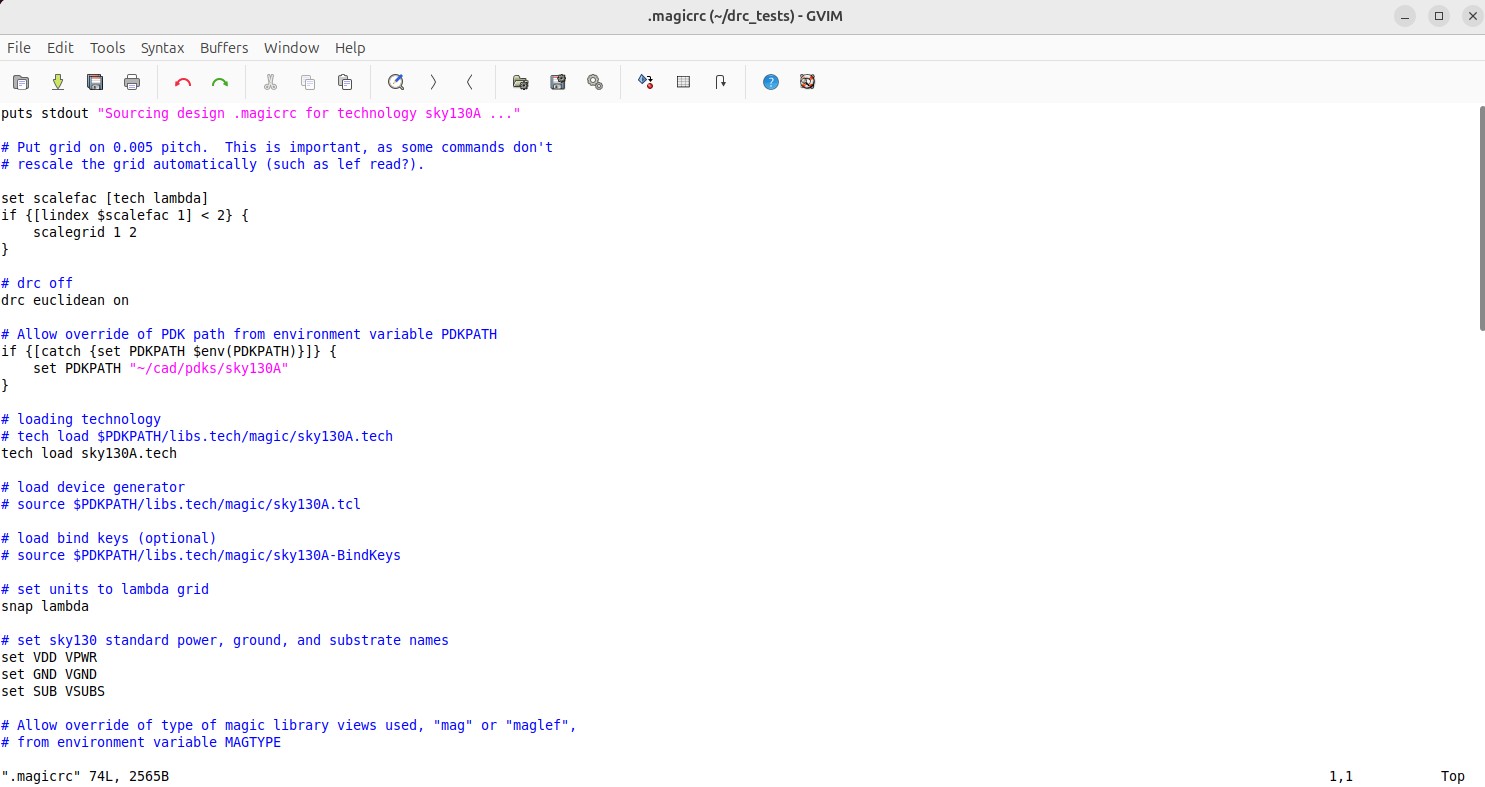 .magicrc (~/drc_tests) - GVIM
File Edit Tools Syntax Buffers Window Help
puts stdout "Sourcing design .magicrc for technology sky130A ..."
# Put grid on 0.005 pitch.  This is important, as some commands don't
# rescale the grid automatically (such as lef read?).
set scalefac [tech lambda]
if {[lindex $scalefac 1] < 2} {
    scalegrid 1 2
}
# drc off
drc euclidean on
# Allow override of PDK path from environment variable PDKPATH
if {[catch {set PDKPATH $env(PDKPATH)}]} {
    set PDKPATH "~/cad/pdks/sky130A"
}
# loading technology
# tech load $PDKPATH/libs.tech/magic/sky130A.tech
tech load sky130A.tech
# load device generator
# source $PDKPATH/libs.tech/magic/sky130A.tcl
# load bind keys (optional)
# source $PDKPATH/libs.tech/magic/sky130A-BindKeys
# set units to lambda grid
snap lambda
# set sky130 standard power, ground, and substrate names
set VDD VPWR
set GND VGND
set SUB VSUBS
# Allow override of type of magic library views used, "mag" or "maglef",
# from environment variable MAGTYPE
".magicrc" 74L, 2565B 1,1 Top